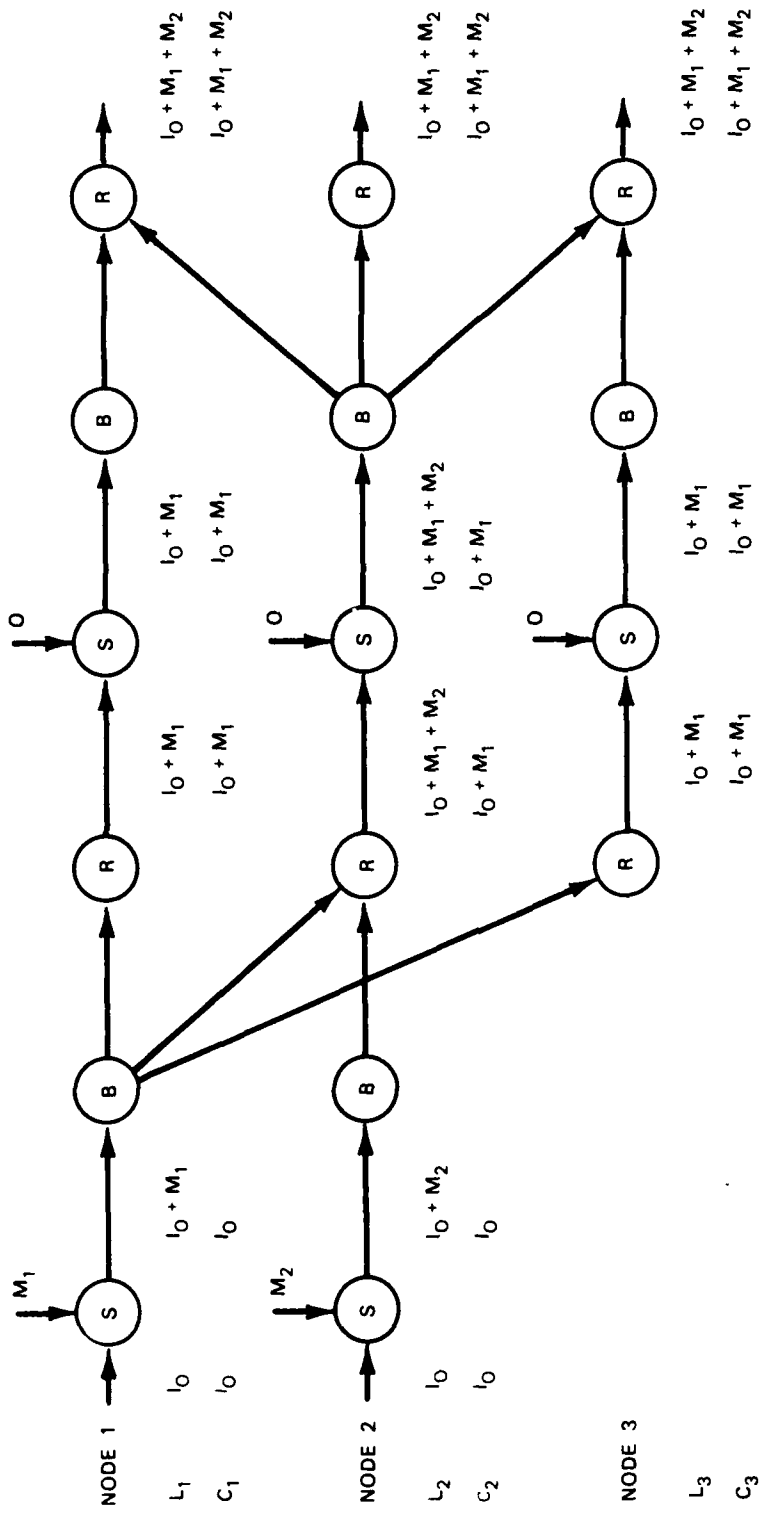 NODE 1
M₁
O
S
B
R
S
B
R
L₁
I₀
I₀ + M₁
I₀ + M₁
I₀ + M₁
I₀ + M₁ + M₂
C₁
I₀
I₀
I₀ + M₁
I₀ + M₁
I₀ + M₁ + M₂
NODE 2
M₂
O
S
B
R
S
B
R
L₂
I₀
I₀ + M₂
I₀ + M₁ + M₂
I₀ + M₁ + M₂
I₀ + M₁ + M₂
C₂
I₀
I₀
I₀ + M₁
I₀ + M₁
I₀ + M₁ + M₂
NODE 3
O
R
S
B
R
L₃
I₀ + M₁
I₀ + M₁
I₀ + M₁ + M₂
C₃
I₀ + M₁
I₀ + M₁
I₀ + M₁ + M₂